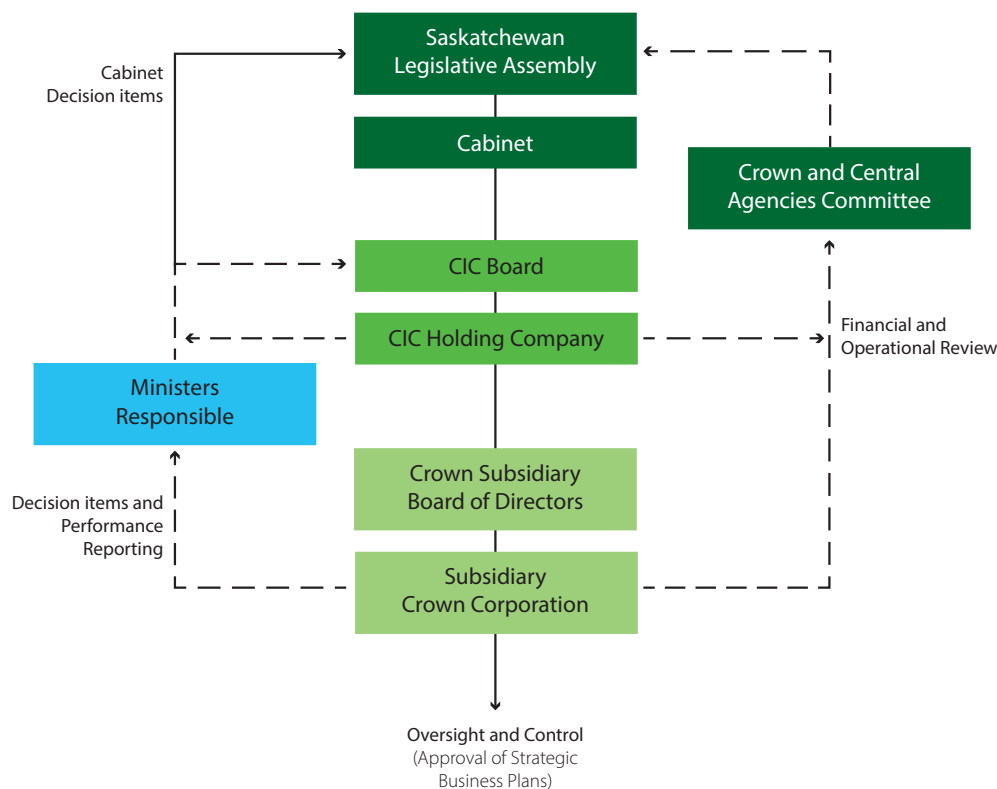 Saskatchewan
Legislative Assembly
Cabinet
Decision items
Cabinet
Crown and Central
Agencies Committee
CIC Board
CIC Holding Company
Financial and
Operational Review
Ministers
Responsible
Crown Subsidiary
Board of Directors
Decision items and
Performance
Reporting
Subsidiary
Crown Corporation
Oversight and Control
(Approval of Strategic
Business Plans)